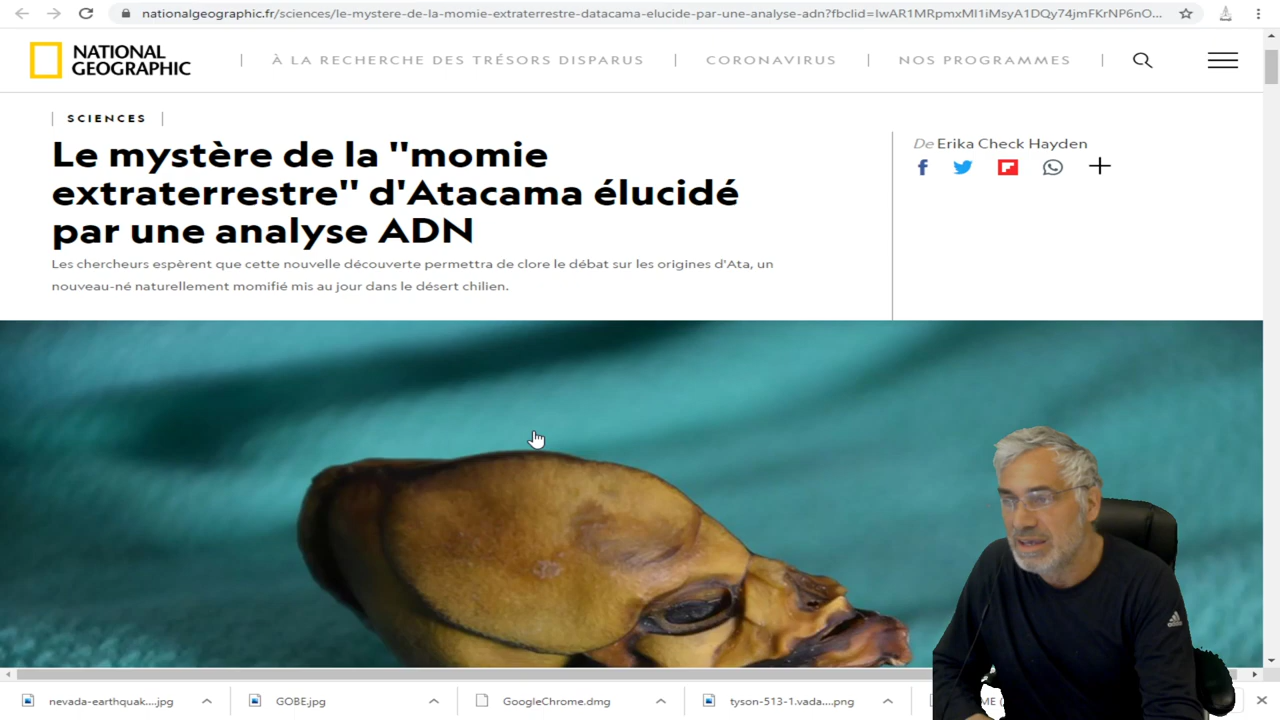 nationalgeographic.fr/sciences/le-mystere-de-la-momie-extraterrestre-datacama-elucide-par-une-analyse-adn?fbclid=IwAR1MRpmxMI1iMsyA1DQy74jmFKrNP6nO...
NATIONAL
GEOGRAPHIC
À LA RECHERCHE DES TRÉSORS DISPARUS
CORONAVIRUS
NOS PROGRAMMES
SCIENCES
Le mystère de la "momie
extraterrestre" d'Atacama élucidé
par une analyse ADN
Les chercheurs espèrent que cette nouvelle découverte permettra de clore le débat sur les origines d'Ata, un
nouveau-né naturellement momifié mis au jour dans le désert chilien.
De Erika Check Hayden
nevada-earthquak....jpg
GOBE.jpg
GoogleChrome.dmg
tyson-513-1.vada....png